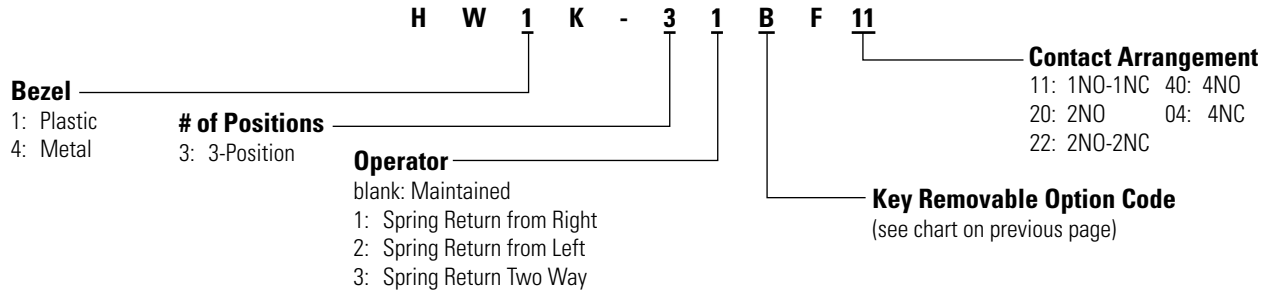 H W 1 K - 3 1 B F 11
Bezel
1: Plastic
4: Metal
# of Positions
3: 3-Position
Operator
blank: Maintained
1: Spring Return from Right
2: Spring Return from Left
3: Spring Return Two Way
Contact Arrangement
11: 1NO-1NC 40: 4NO
20: 2NO 04: 4NC
22: 2NO-2NC
Key Removable Option Code
(see chart on previous page)